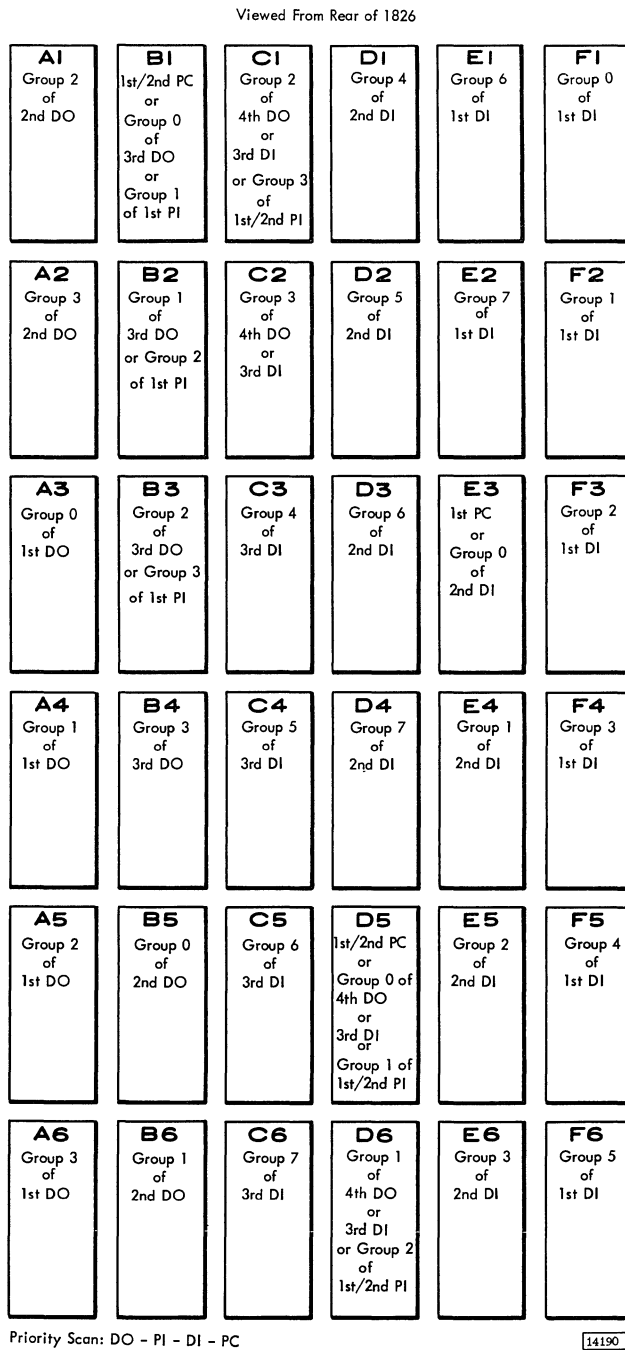 Viewed From Rear of 1826
A1
Group 2
of
2nd DO
B1
1st/2nd PC
or
Group 0
of
3rd DO
or
Group 1
of 1st PI
C1
Group 2
of
4th DO
or
3rd DI
or Group 3
of
1st/2nd PI
D1
Group 4
of
2nd DI
E1
Group 6
of
1st DI
F1
Group 0
of
1st DI
A2
Group 3
of
2nd DO
B2
Group 1
of
3rd DO
or Group 2
of 1st PI
C2
Group 3
of
4th DO
or
3rd DI
D2
Group 5
of
2nd DI
E2
Group 7
of
1st DI
F2
Group 1
of
1st DI
A3
Group 0
of
1st DO
B3
Group 2
of
3rd DO
or Group 3
of 1st PI
C3
Group 4
of
3rd DI
D3
Group 6
of
2nd DI
E3
1st PC
or
Group 0
of
2nd DI
F3
Group 2
of
1st DI
A4
Group 1
of
1st DO
B4
Group 3
of
3rd DO
C4
Group 5
of
3rd DI
D4
Group 7
of
2nd DI
E4
Group 1
of
2nd DI
F4
Group 3
of
1st DI
A5
Group 2
of
1st DO
B5
Group 0
of
2nd DO
C5
Group 6
of
3rd DI
D5
1st/2nd PC
or
Group 0 of
4th DO
or
3rd DI
or
Group 1 of
1st/2nd PI
E5
Group 2
of
2nd DI
F5
Group 4
of
1st DI
A6
Group 3
of
1st DO
B6
Group 1
of
2nd DO
C6
Group 7
of
3rd DI
D6
Group 1
of
4th DO
or
3rd DI
or Group 2
of
1st/2nd PI
E6
Group 3
of
2nd DI
F6
Group 5
of
1st DI
Priority Scan: DO - PI - DI - PC
14190